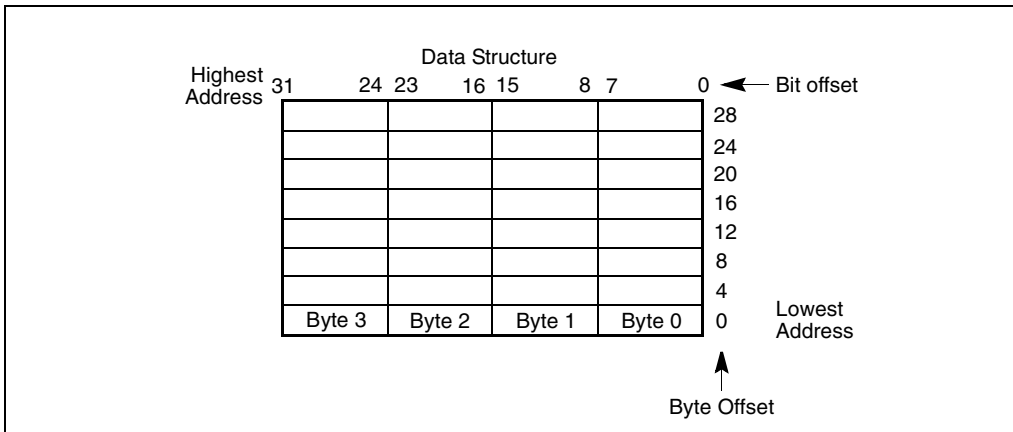 Data Structure
Highest
Address
31 24 23 16 15 8 7 0
Bit offset
28
24
20
16
12
8
4
Byte 3 Byte 2 Byte 1 Byte 0 0
Lowest
Address
Byte Offset